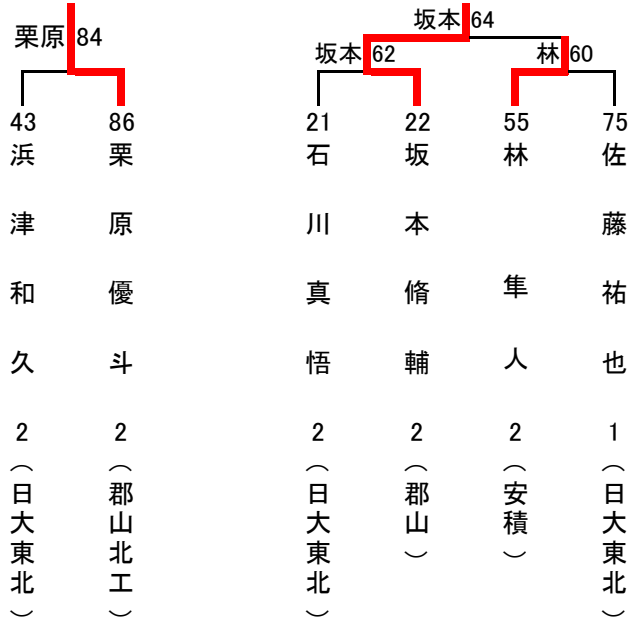 坂本 64
栗原 84
坂本 62
林 60
43 浜津和久 2 (日大東北)
86 栗原優斗 2 (郡山北工)
21 石川真悟 2 (日大東北)
22 坂本脩輔 2 (郡山)
55 林 隼人 2 (安積)
75 佐藤祐也 1 (日大東北)